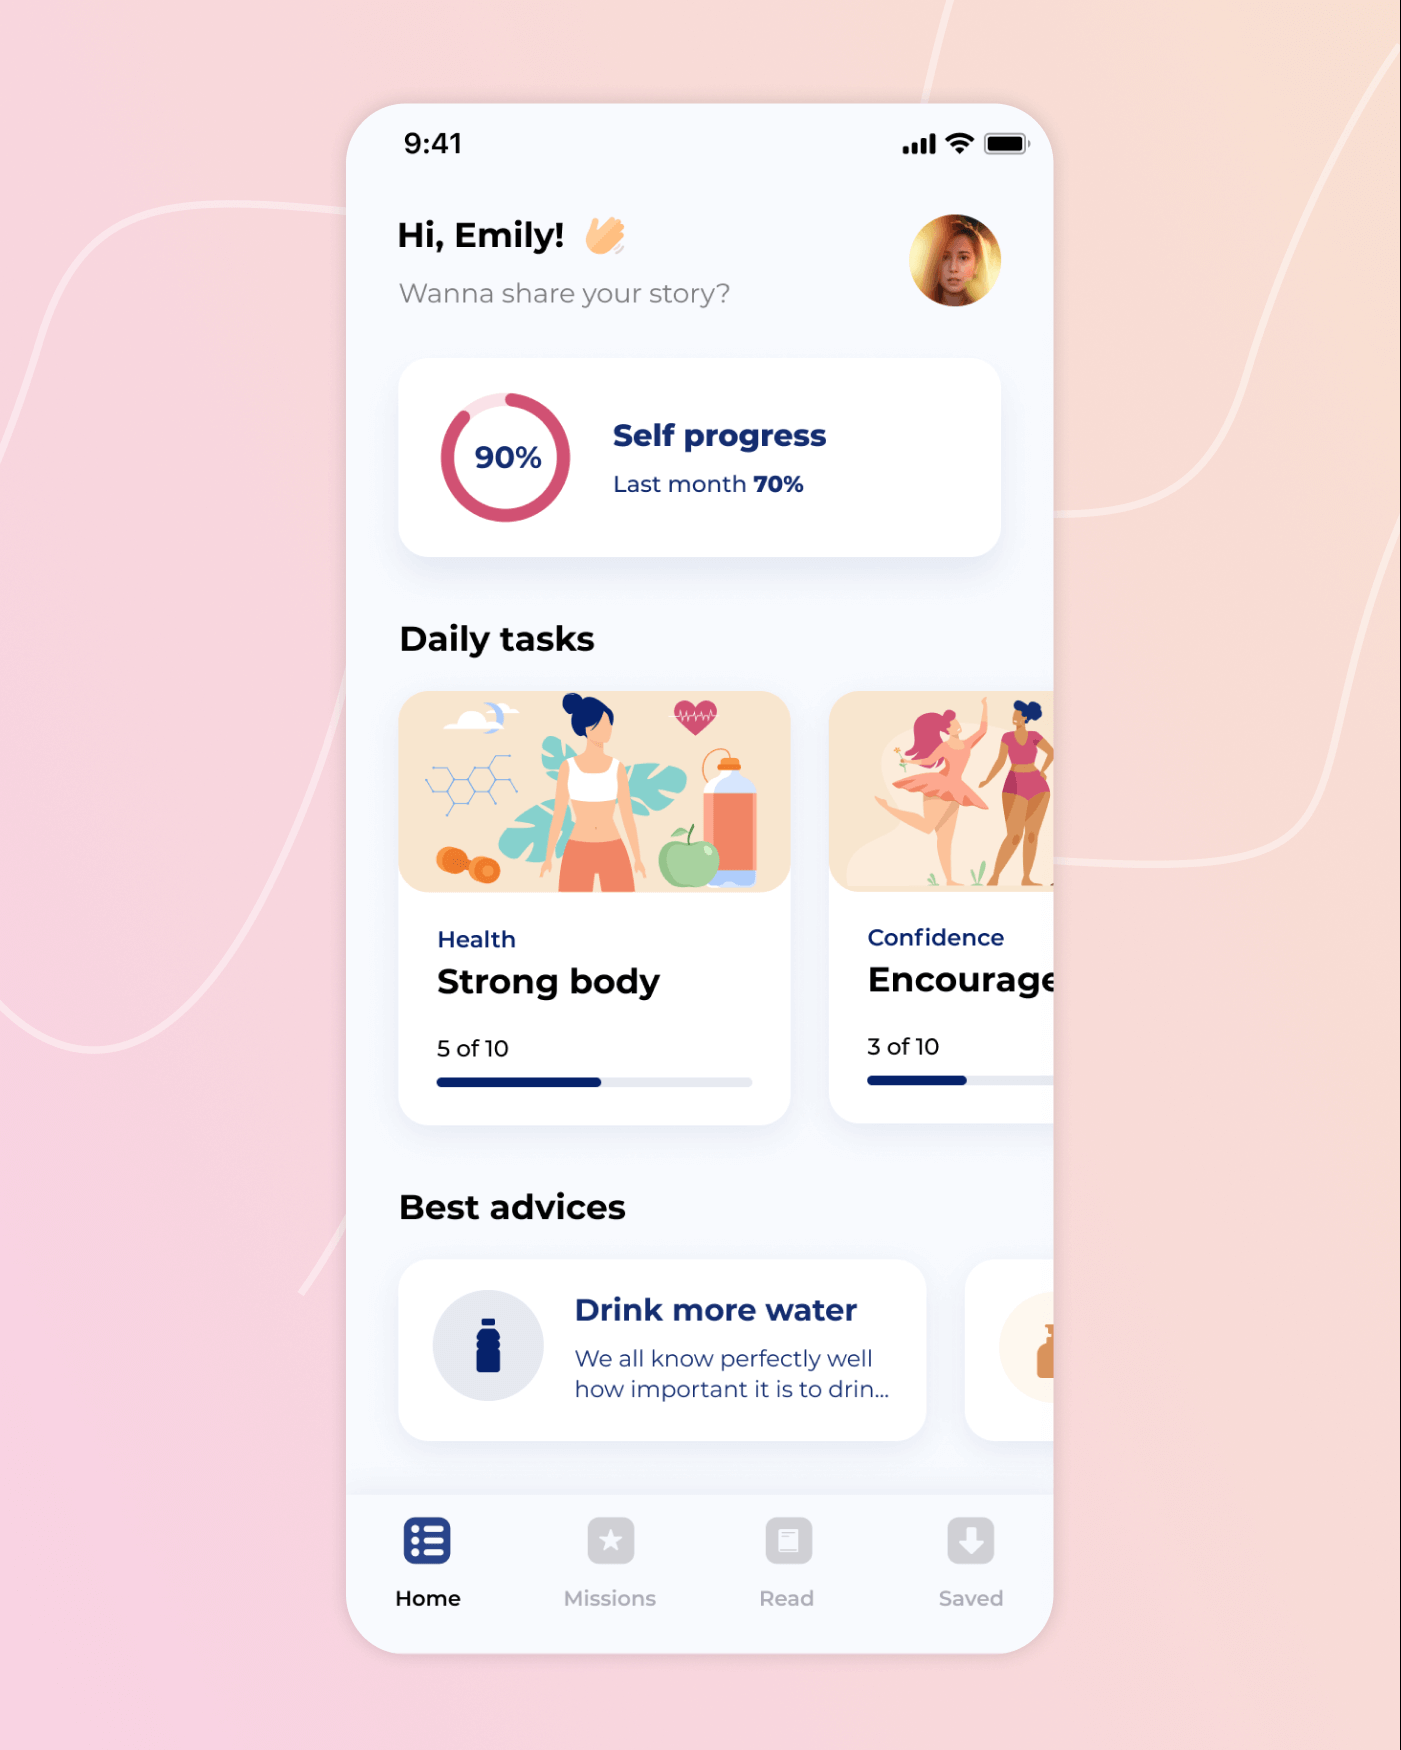 9:41
Hi, Emily!
Wanna share your story?
90%
Self progress
Last month 70%
Daily tasks
Health
Strong body
5 of 10
Confidence
Encourage
3 of 10
Best advices
Drink more water
We all know perfectly well
how important it is to drin...
Home
Missions
Read
Saved